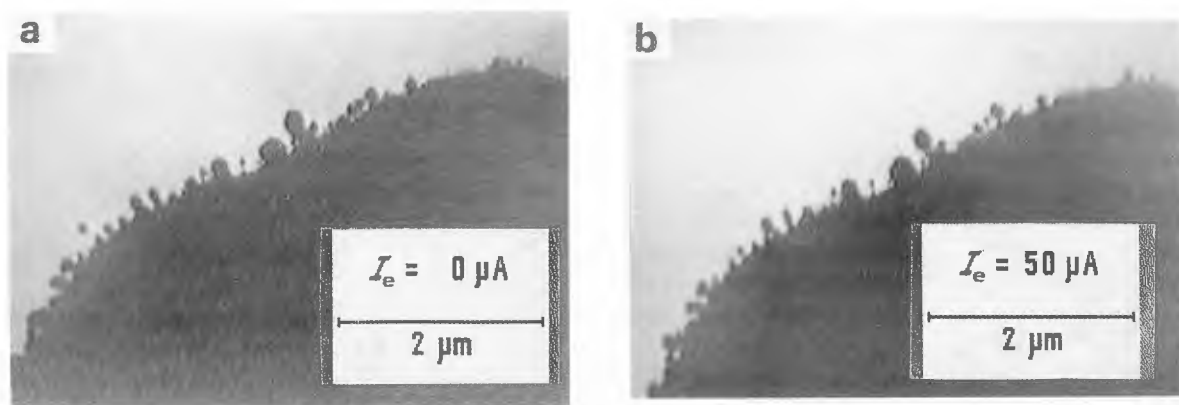 a
b
I_e = 0 µA
2 µm
I_e = 50 µA
2 µm